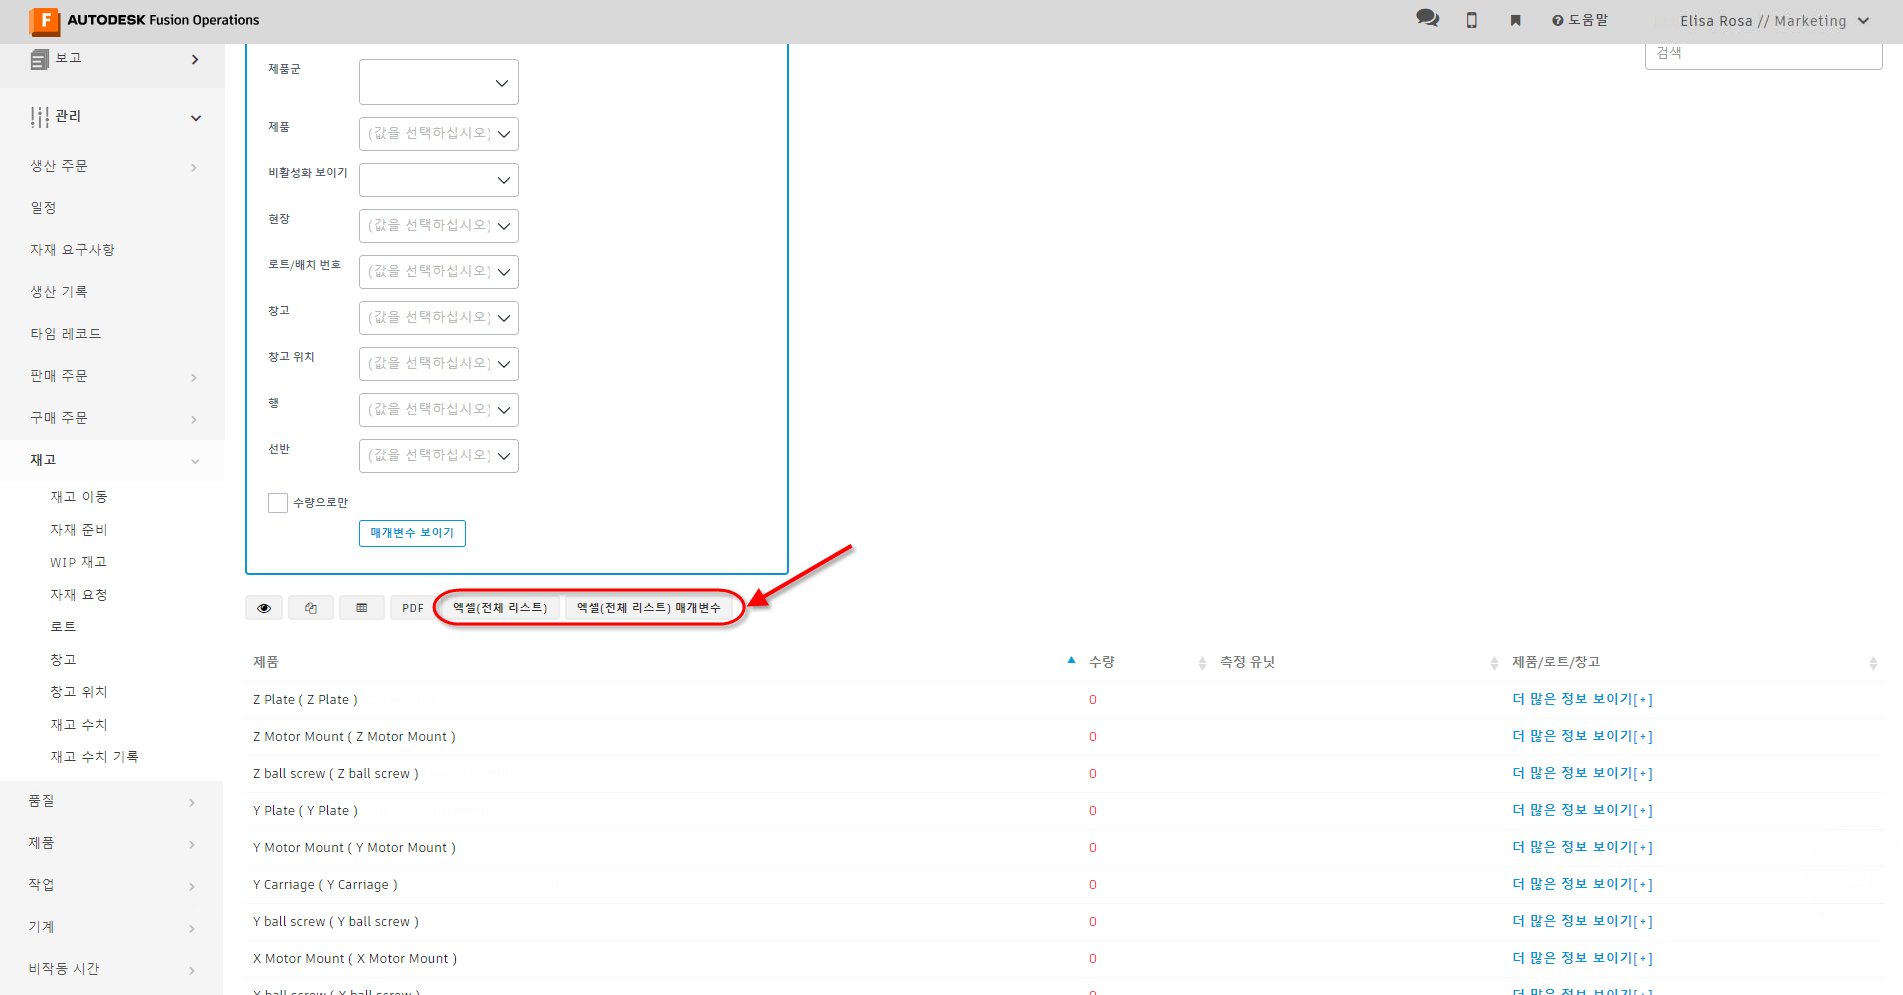 F AUTODESK Fusion Operations
도움말
Elisa Rosa // Marketing
보고
관리
생산 주문
일정
자재 요구사항
생산 기록
타임 레코드
판매 주문
구매 주문
재고
재고 이동
자재 준비
WIP 재고
자재 요청
로트
창고
창고 위치
재고 수치
재고 수치 기록
품질
제품
작업
기계
비작동 시간
검색
제품군
제품 (값을 선택하십시오)
비활성화 보이기
현장 (값을 선택하십시오)
로트/배치 번호 (값을 선택하십시오)
창고 (값을 선택하십시오)
창고 위치 (값을 선택하십시오)
행 (값을 선택하십시오)
선반 (값을 선택하십시오)
수량으로만
매개변수 보이기
PDF 엑셀(전체 리스트) 엑셀(전체 리스트) 매개변수
제품 수량 측정 유닛 제품/로트/창고
Z Plate ( Z Plate ) 0 더 많은 정보 보이기[+]
Z Motor Mount ( Z Motor Mount ) 0 더 많은 정보 보이기[+]
Z ball screw ( Z ball screw ) 0 더 많은 정보 보이기[+]
Y Plate ( Y Plate ) 0 더 많은 정보 보이기[+]
Y Motor Mount ( Y Motor Mount ) 0 더 많은 정보 보이기[+]
Y Carriage ( Y Carriage ) 0 더 많은 정보 보이기[+]
Y ball screw ( Y ball screw ) 0 더 많은 정보 보이기[+]
X Motor Mount ( X Motor Mount ) 0 더 많은 정보 보이기[+]
X ball screw ( X ball screw ) 0 더 많은 정보 보이기[+]